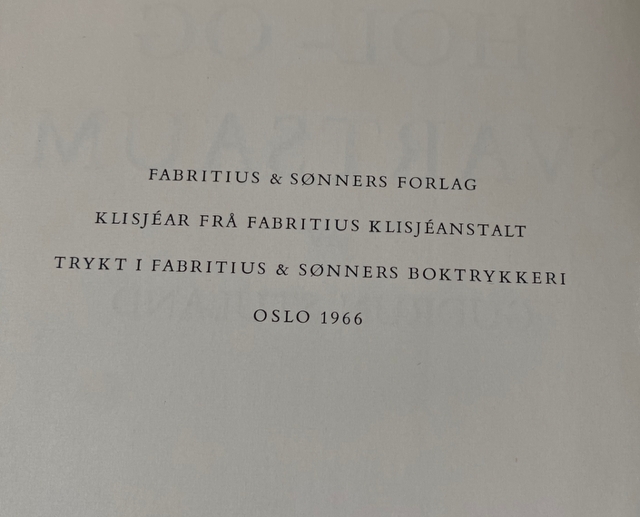 FABRITIUS & SØNNERS FORLAG
KLISJÉAR FRÅ FABRITIUS KLISJÉANSTALT
TRYKT I FABRITIUS & SØNNERS BOKTRYKKERI
OSLO 1966